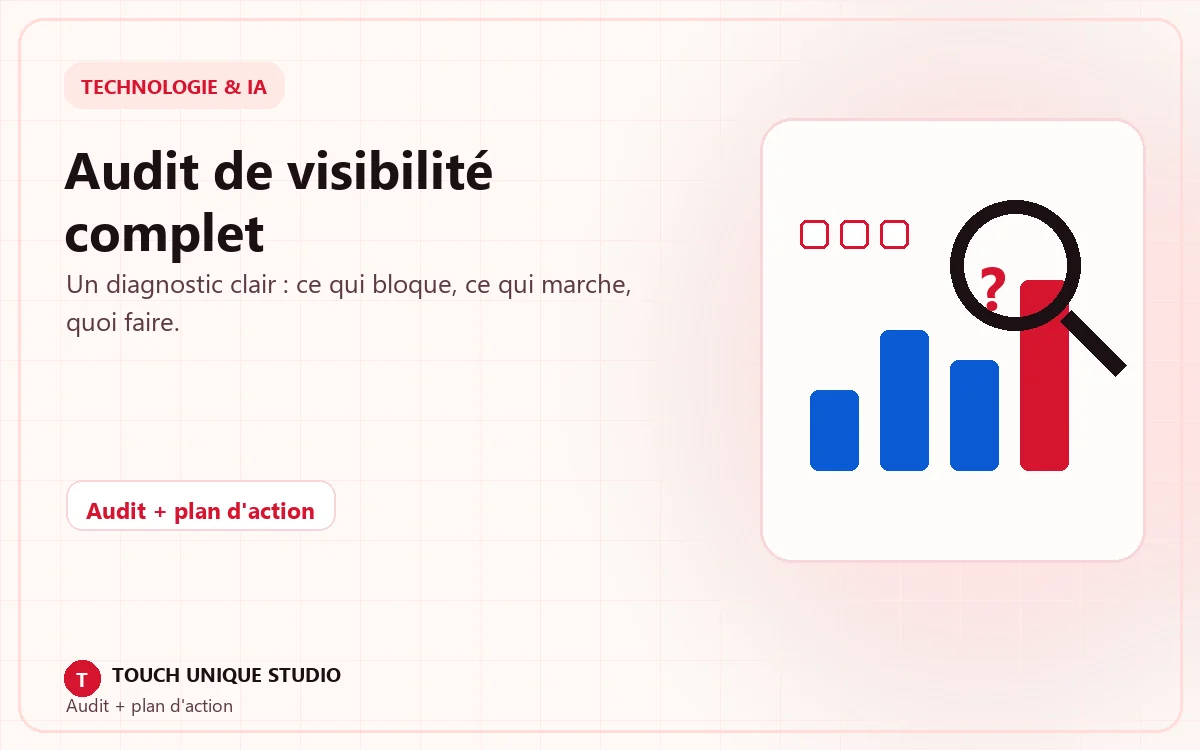 TECHNOLOGIE & IA
Audit de visibilité
complet
Un diagnostic clair : ce qui bloque, ce qui marche,
quoi faire.
?
Audit + plan d'action
T
TOUCH UNIQUE STUDIO
Audit + plan d'action